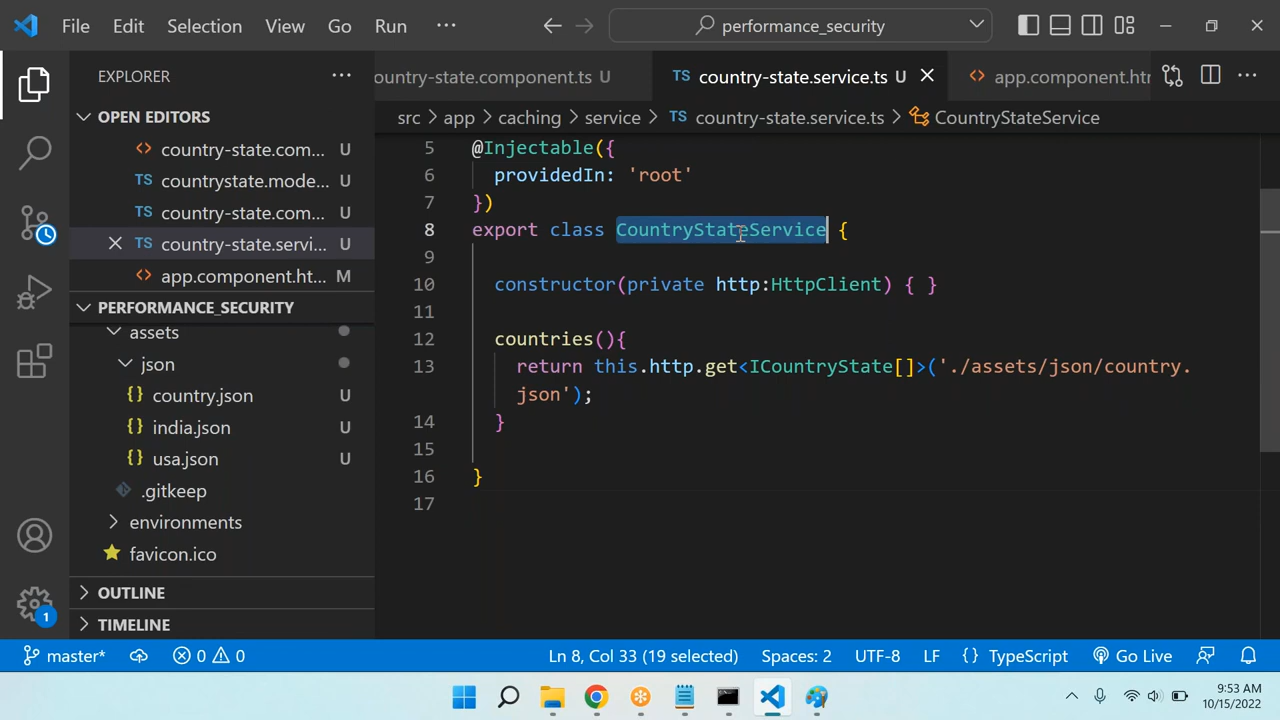 File Edit Selection View Go Run ··· performance_security
EXPLORER
OPEN EDITORS
country-state.com... U
countrystate.mode... U
country-state.com... U
country-state.servi... U
app.component.ht... M
PERFORMANCE_SECURITY
assets
json
country.json U
india.json U
usa.json U
.gitkeep
environments
favicon.ico
OUTLINE
TIMELINE
ountry-state.component.ts U TS country-state.service.ts U app.component.htm
src > app > caching > service > TS country-state.service.ts > CountryStateService
5 @Injectable({
6 providedIn: 'root'
7 })
8 export class CountryStateService {
9
10 constructor(private http:HttpClient) { }
11
12 countries(){
13 return this.http.get<ICountryState[]>('./assets/json/country.
json');
14 }
15
16 }
17
master* 0 0 Ln 8, Col 33 (19 selected) Spaces: 2 UTF-8 LF {} TypeScript Go Live
1
9:53 AM
10/15/2022